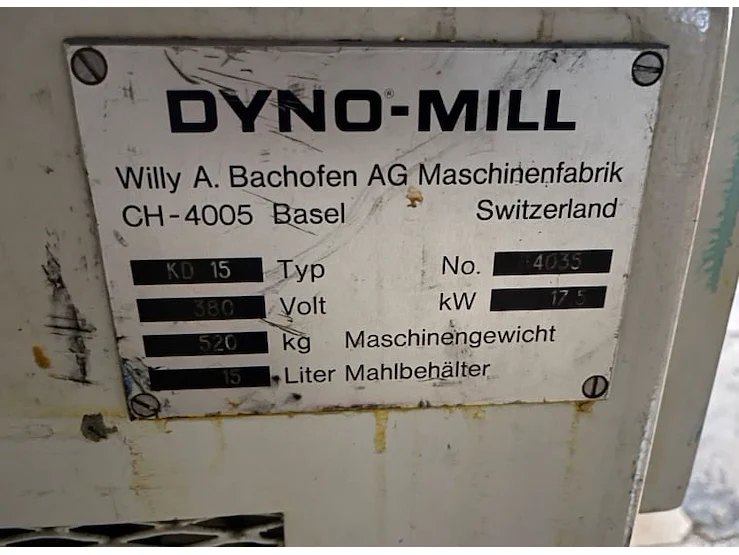 DYNO®-MILL
Willy A. Bachofen AG Maschinenfabrik
CH-4005 Basel Switzerland
KD 15 Typ No. 4035
380 Volt kW 17.5
520 kg Maschinengewicht
15 Liter Mahlbehälter